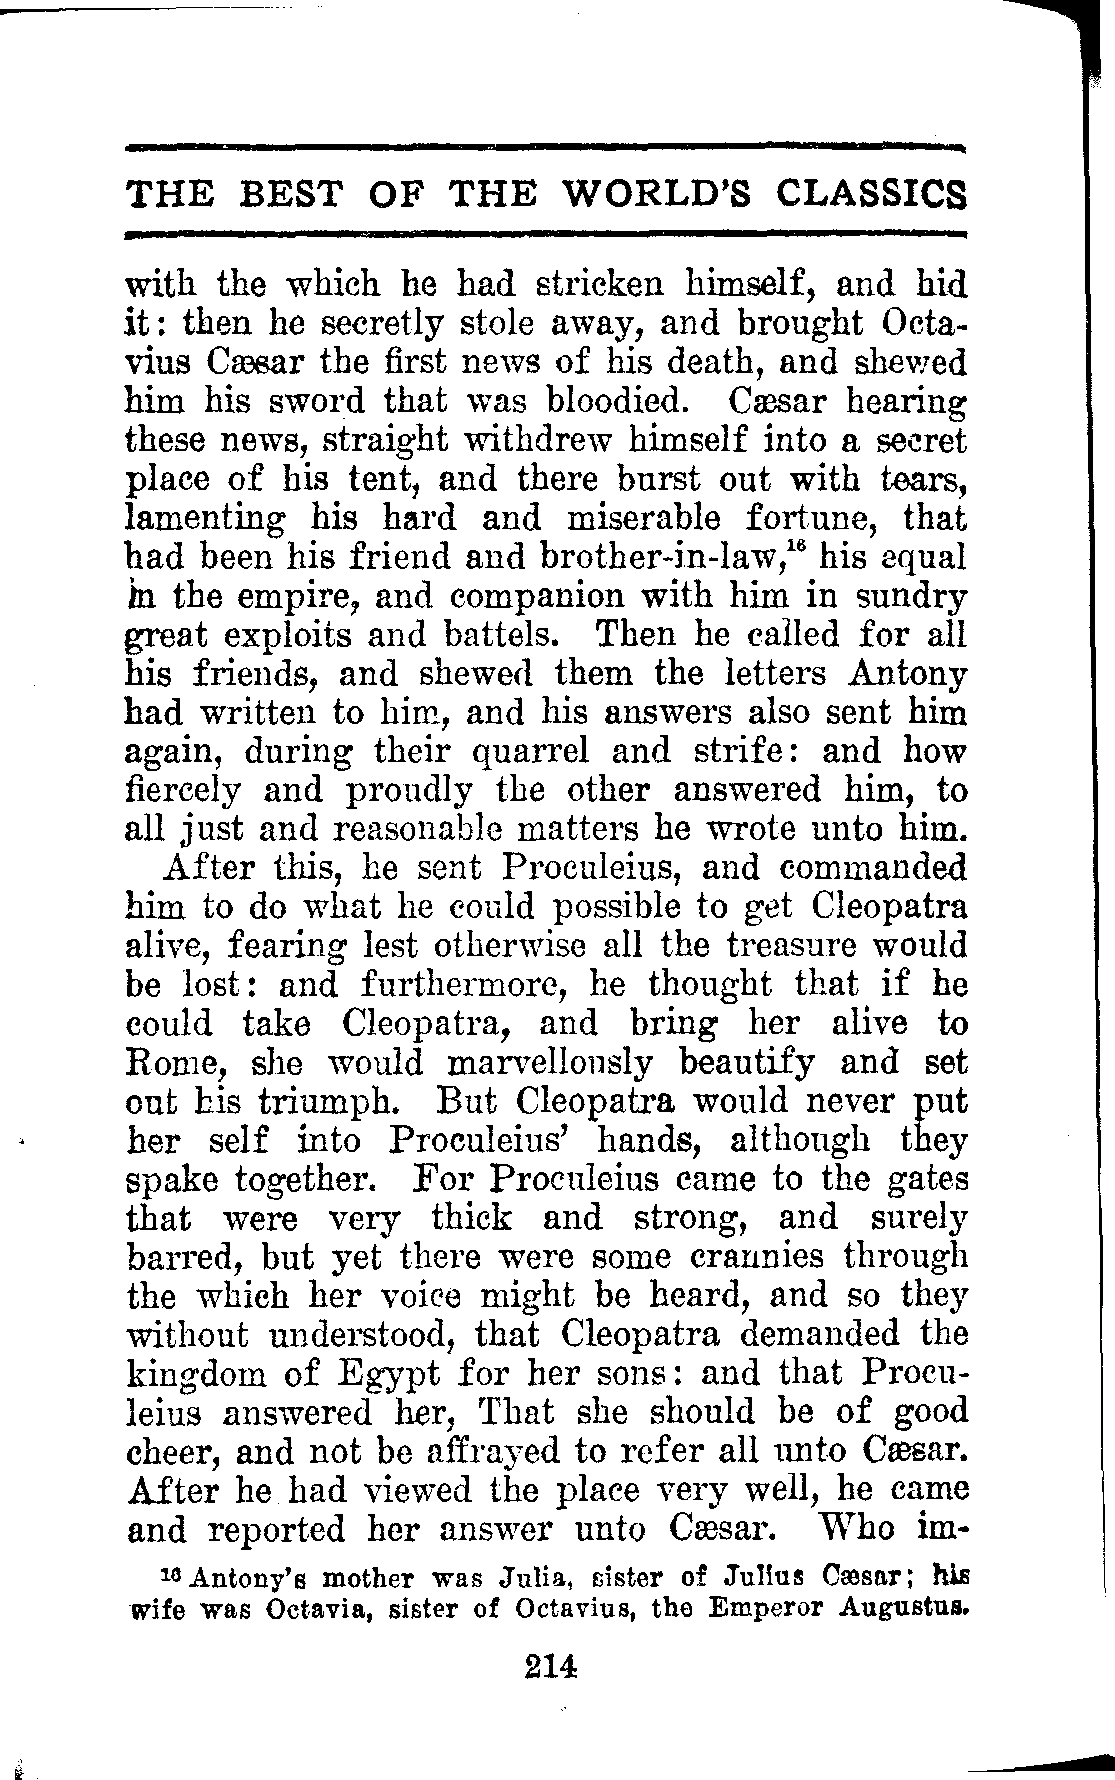 THE BEST OF THE WORLD'S CLASSICS
with the which he had stricken himself, and hid
it: then he secretly stole away, and brought Octa-
vius Cæsar the first news of his death, and shewed
him his sword that was bloodied. Cæsar hearing
these news, straight withdrew himself into a secret
place of his tent, and there burst out with tears,
lamenting his hard and miserable fortune, that
had been his friend and brother-in-law,¹⁶ his equal
in the empire, and companion with him in sundry
great exploits and battels. Then he called for all
his friends, and shewed them the letters Antony
had written to him, and his answers also sent him
again, during their quarrel and strife: and how
fiercely and proudly the other answered him, to
all just and reasonable matters he wrote unto him.
After this, he sent Proculeius, and commanded
him to do what he could possible to get Cleopatra
alive, fearing lest otherwise all the treasure would
be lost: and furthermore, he thought that if he
could take Cleopatra, and bring her alive to
Rome, she would marvellously beautify and set
out his triumph. But Cleopatra would never put
her self into Proculeius' hands, although they
spake together. For Proculeius came to the gates
that were very thick and strong, and surely
barred, but yet there were some crannies through
the which her voice might be heard, and so they
without understood, that Cleopatra demanded the
kingdom of Egypt for her sons: and that Procu-
leius answered her, That she should be of good
cheer, and not be affrayed to refer all unto Cæsar.
After he had viewed the place very well, he came
and reported her answer unto Cæsar. Who im-
¹⁶ Antony's mother was Julia, sister of Julius Cæsar; his
wife was Octavia, sister of Octavius, the Emperor Augustus.
214